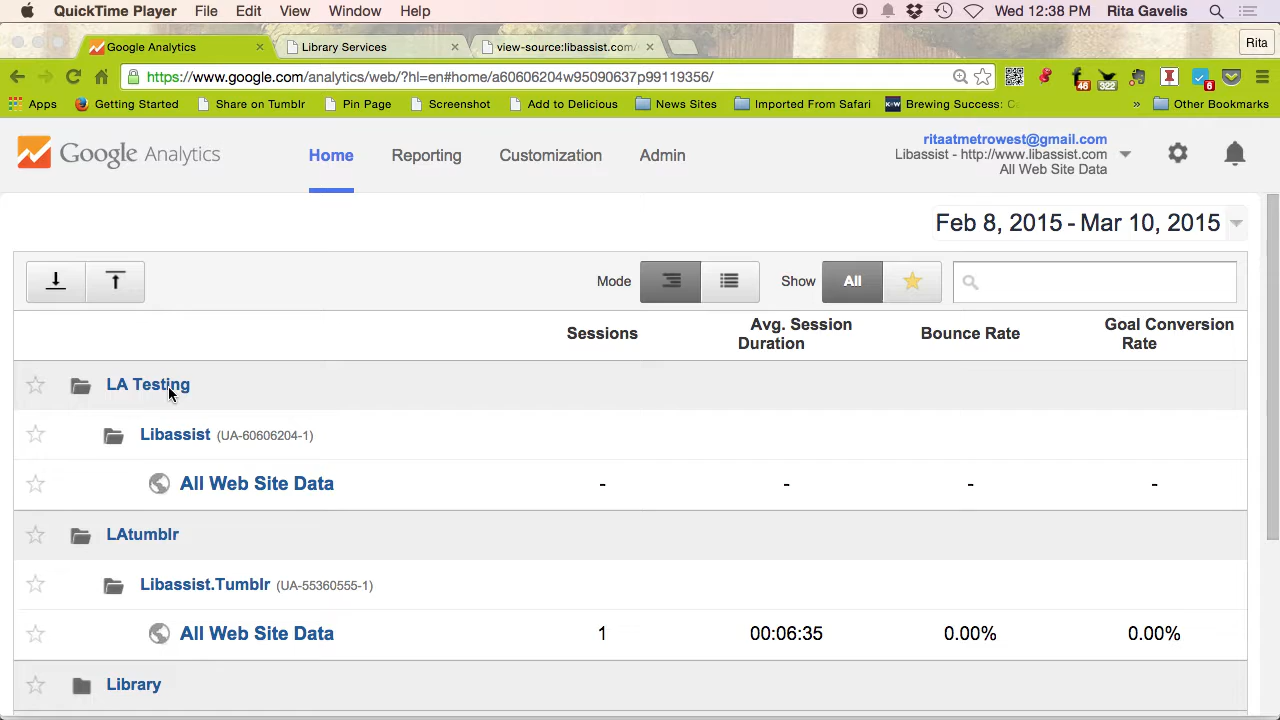 QuickTime Player File Edit View Window Help Wed 12:38 PM Rita Gavelis
Google Analytics Library Services view-source:libassist.com/ Rita
https://www.google.com/analytics/web/?hl=en#home/a60606204w95090637p99119356/ 46 322 6
Apps Getting Started Share on Tumblr Pin Page Screenshot Add to Delicious News Sites Imported From Safari Brewing Success: » Other Bookmarks
Google Analytics Home Reporting Customization Admin
ritaatmetrowest@gmail.com
Libassist - http://www.libassist.com
All Web Site Data
Feb 8, 2015 - Mar 10, 2015
Mode Show All
Sessions Avg. Session Duration Bounce Rate Goal Conversion Rate
LA Testing
Libassist (UA-60606204-1)
All Web Site Data - - - -
LAtumblr
Libassist.Tumblr (UA-55360555-1)
All Web Site Data 1 00:06:35 0.00% 0.00%
Library